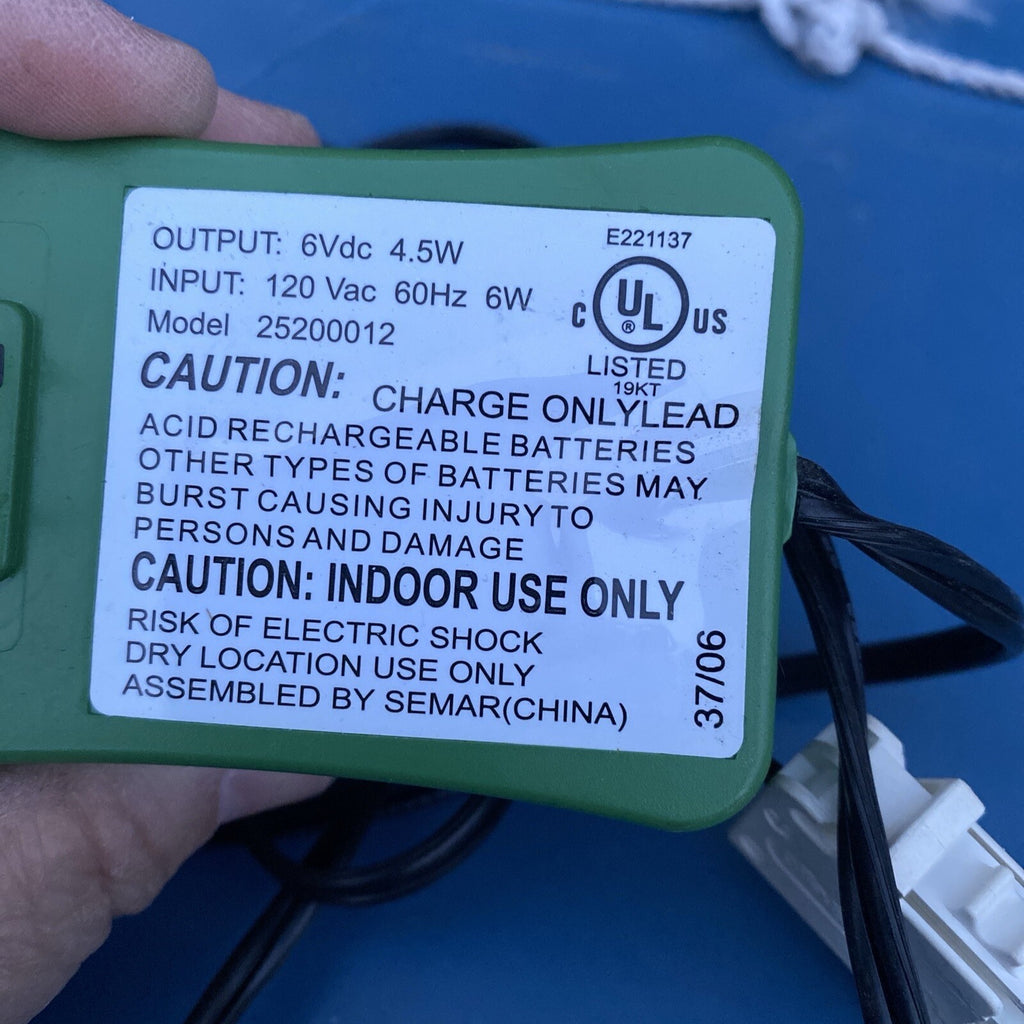 OUTPUT: 6Vdc 4.5W
INPUT: 120 Vac 60Hz 6W
Model 25200012
E221137
C UL ® US
LISTED
19KT
CAUTION: CHARGE ONLYLEAD
ACID RECHARGEABLE BATTERIES
OTHER TYPES OF BATTERIES MAY
BURST CAUSING INJURY TO
PERSONS AND DAMAGE
CAUTION: INDOOR USE ONLY
RISK OF ELECTRIC SHOCK
DRY LOCATION USE ONLY
ASSEMBLED BY SEMAR(CHINA)
37/06